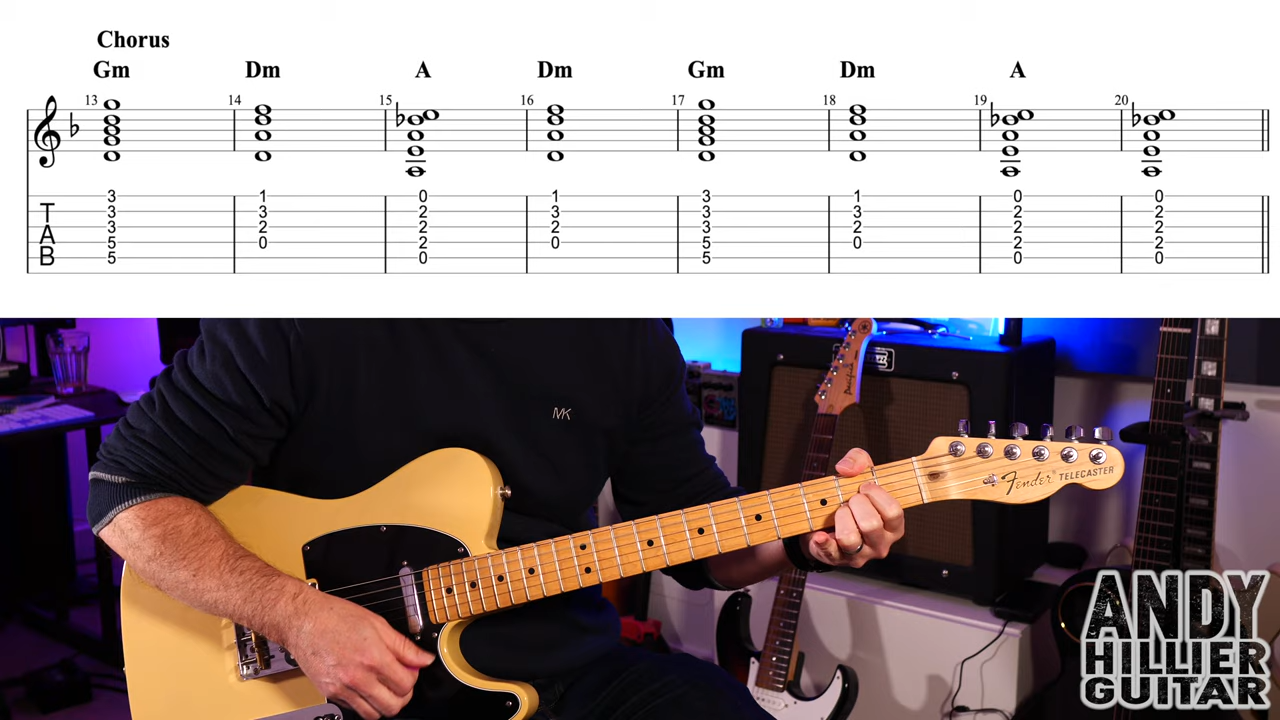 Chorus
Gm Dm A Dm Gm Dm A
13 14 15 16 17 18 19 20
3 1 0 1 3 1 0 0
T 3 3 2 3 3 3 2 2
A 3 2 2 2 3 2 2 2
5 0 2 0 5 0 2 2
B 5 0 5 0 0
MK
Fender TELECASTER
Pacifica
ANDY
HILLIER
GUITAR